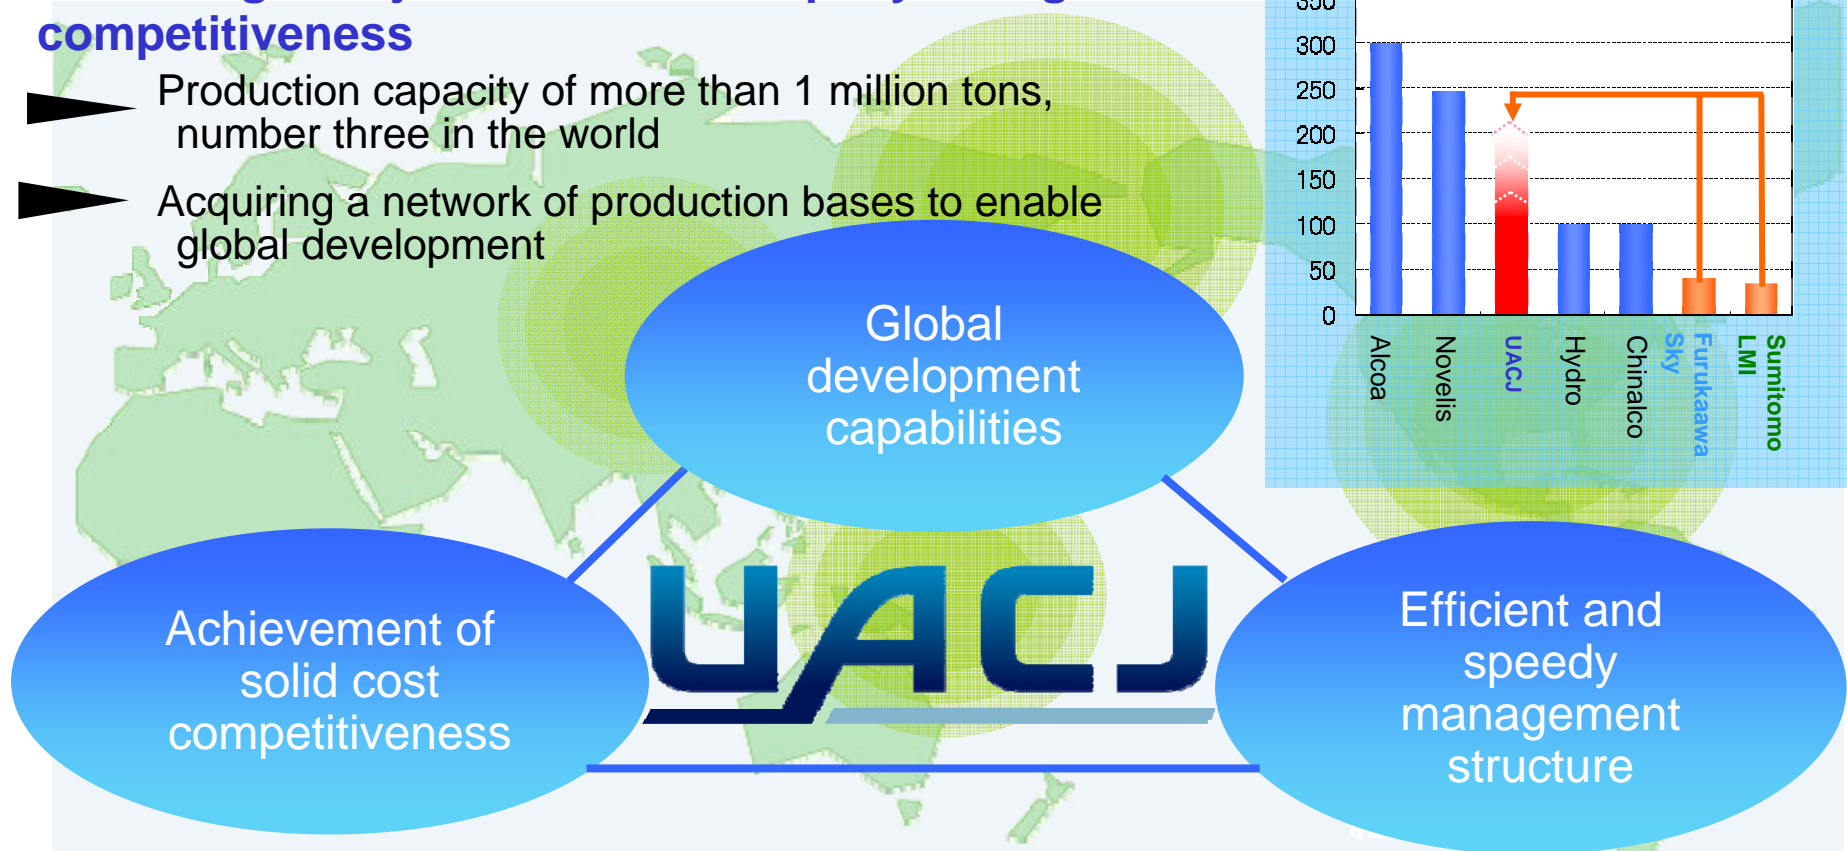 competitiveness
Production capacity of more than 1 million tons,
number three in the world
Acquiring a network of production bases to enable
global development
350
300
250
200
150
100
50
0
Alcoa
Novelis
UACJ
Hydro
Chinalco
Furukaawa
Sky
Sumitomo
LMI
Global
development
capabilities
Achievement of
solid cost
competitiveness
UACJ
Efficient and
speedy
management
structure